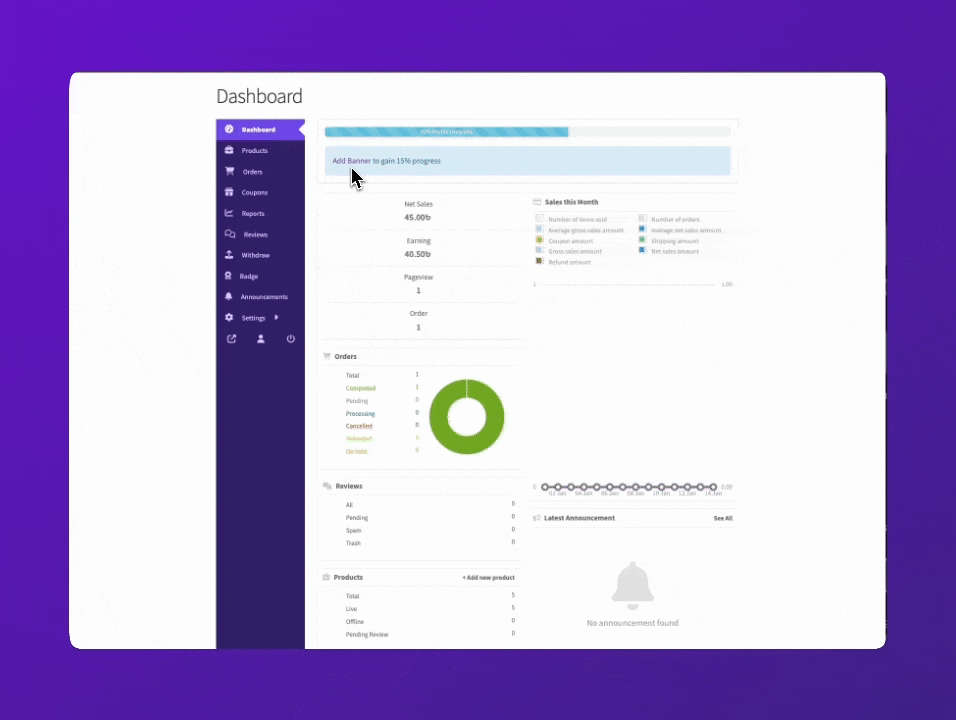 Dashboard
Dashboard
Products
Orders
Coupons
Reports
Reviews
Withdraw
Badge
Announcements
Settings
Add Banner to gain 15% progress
Net Sales
45.00৳
Earning
40.50৳
Pageview
1
Order
1
Orders
Total 1
Completed 1
Pending 0
Processing 0
Cancelled 0
Refunded 0
On hold 0
Reviews
All 0
Pending 0
Spam 0
Trash 0
Products + Add new product
Total 5
Live 5
Offline 0
Pending Review 0
Sales this Month
Number of items sold Number of orders
Average gross sales amount Average net sales amount
Coupon amount Shipping amount
Gross sales amount Net sales amount
Refund amount
1 1.00
0 0.00
02 Jan 04 Jan 06 Jan 08 Jan 10 Jan 12 Jan 14 Jan
Latest Announcement See All
No announcement found